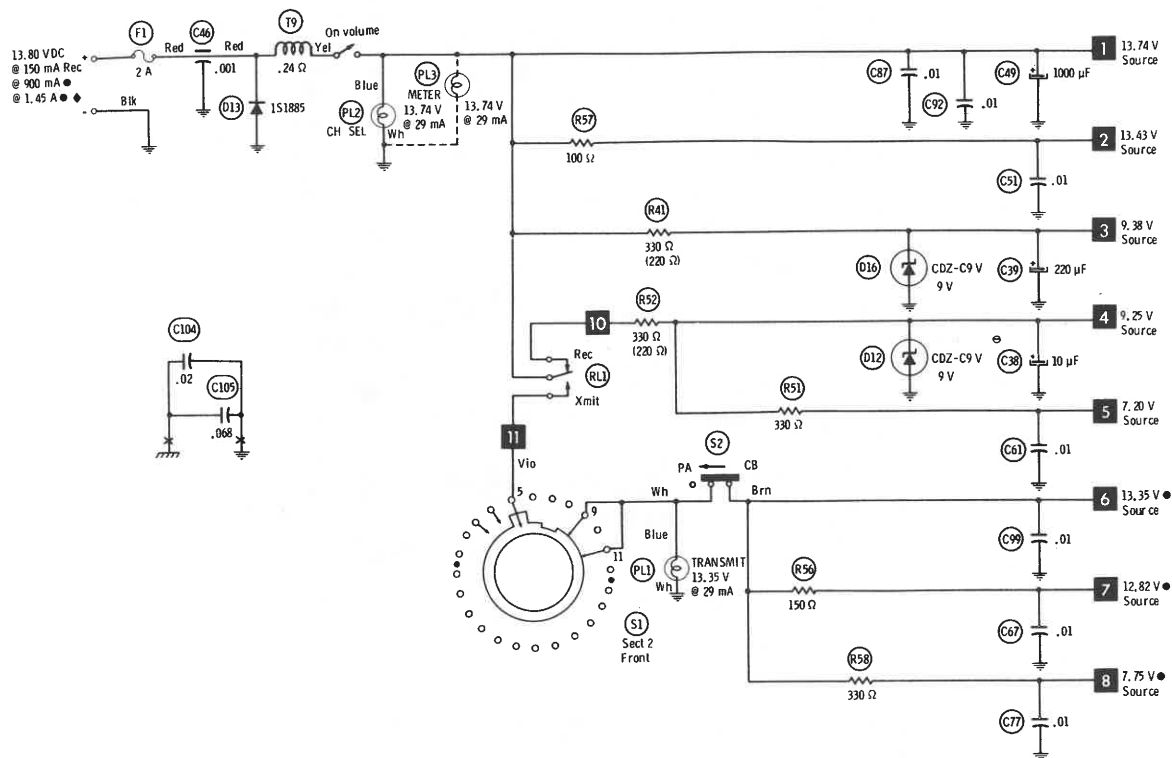 13.80 VDC
@ 150 mA Rec
@ 900 mA ●
@ 1.45 A ● ♦
+
-
F1
2 A
Red
C46
.001
Red
D13
1S1885
T9
.24 Ω
Yel
On volume
Blk
Blue
PL2
CH SEL
Wh
PL3
METER
13.74 V
@ 29 mA
13.74 V
@ 29 mA
C87
.01
C92
.01
C49
+
1000 µF
1
13.74 V
Source
R57
100 Ω
C51
.01
2
13.43 V
Source
R41
330 Ω
(220 Ω)
D16
CDZ-C9 V
9 V
C39
+
220 µF
3
9.38 V
Source
10
R52
330 Ω
(220 Ω)
D12
CDZ-C9 V
9 V
⊖
C38
+
10 µF
4
9.25 V
Source
Rec
RL1
Xmit
R51
330 Ω
C61
.01
5
7.20 V
Source
C104
.02
C105
.068
11
Vio
5
9
11
S1
Sect 2
Front
S2
PA
CB
Wh
Brn
Blue
PL1
Wh
TRANSMIT
13.35 V
@ 29 mA
C99
.01
6
13.35 V ●
Source
R56
150 Ω
C67
.01
7
12.82 V ●
Source
R58
330 Ω
C77
.01
8
7.75 V ●
Source